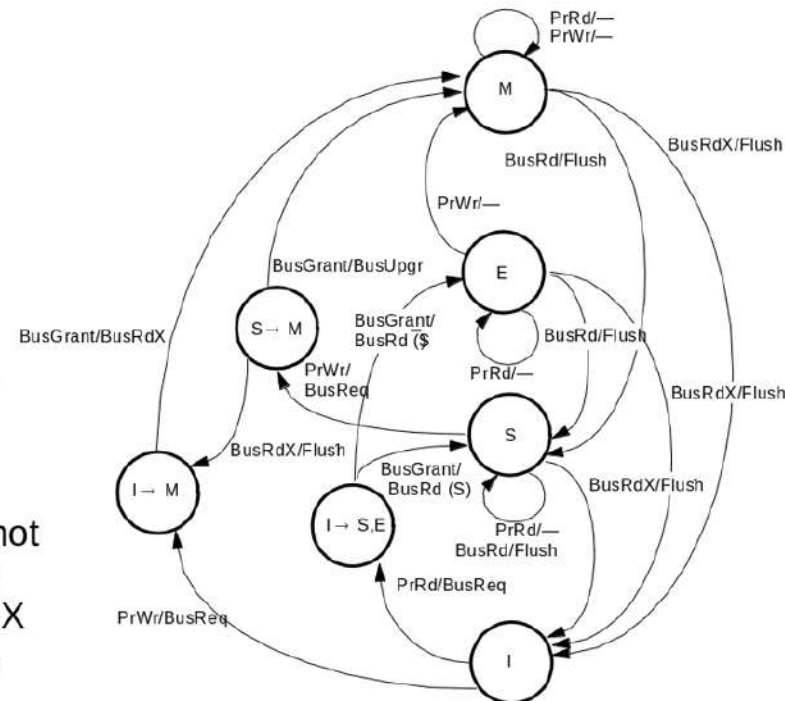 PrRd/—
PrWr/—
M
BusRdX/Flush
BusRd/Flush
PrWr/—
BusGrant/BusUpgr
E
BusGrant/
BusRd (S̅)
S→ M
BusGrant/BusRdX
BusRd/Flush
PrRd/—
PrWr/
BusReq
BusRdX/Flush
S
BusRdX/Flush
BusGrant/
BusRd (S)
BusRdX/Flush
I→ M
I→ S,E
PrRd/—
BusRd/Flush
not
PrRd/BusReq
X
PrWr/BusReq
I